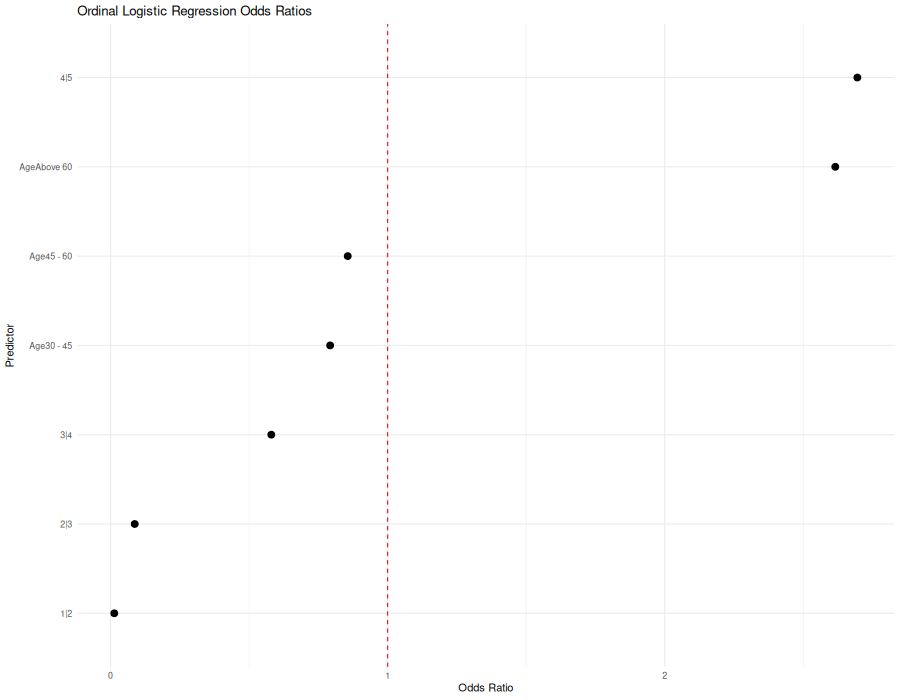 Ordinal Logistic Regression Odds Ratios
Predictor
4|5
AgeAbove 60
Age45 - 60
Age30 - 45
3|4
2|3
1|2
0 1 2
Odds Ratio